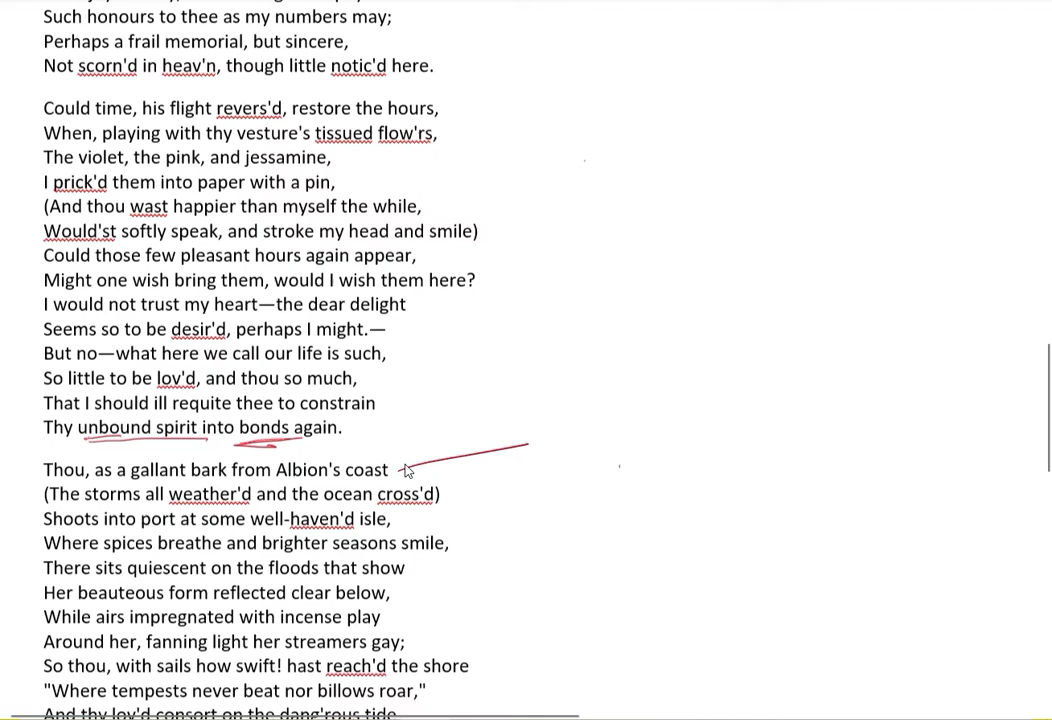 Such honours to thee as my numbers may;
Perhaps a frail memorial, but sincere,
Not scorn'd in heav'n, though little notic'd here.
Could time, his flight revers'd, restore the hours,
When, playing with thy vesture's tissued flow'rs,
The violet, the pink, and jessamine,
I prick'd them into paper with a pin,
(And thou wast happier than myself the while,
Would'st softly speak, and stroke my head and smile)
Could those few pleasant hours again appear,
Might one wish bring them, would I wish them here?
I would not trust my heart—the dear delight
Seems so to be desir'd, perhaps I might.—
But no—what here we call our life is such,
So little to be lov'd, and thou so much,
That I should ill requite thee to constrain
Thy unbound spirit into bonds again.
Thou, as a gallant bark from Albion's coast
(The storms all weather'd and the ocean cross'd)
Shoots into port at some well-haven'd isle,
Where spices breathe and brighter seasons smile,
There sits quiescent on the floods that show
Her beauteous form reflected clear below,
While airs impregnated with incense play
Around her, fanning light her streamers gay;
So thou, with sails how swift! hast reach'd the shore
"Where tempests never beat nor billows roar,"
And thy lov'd consort on the dang'rous tide